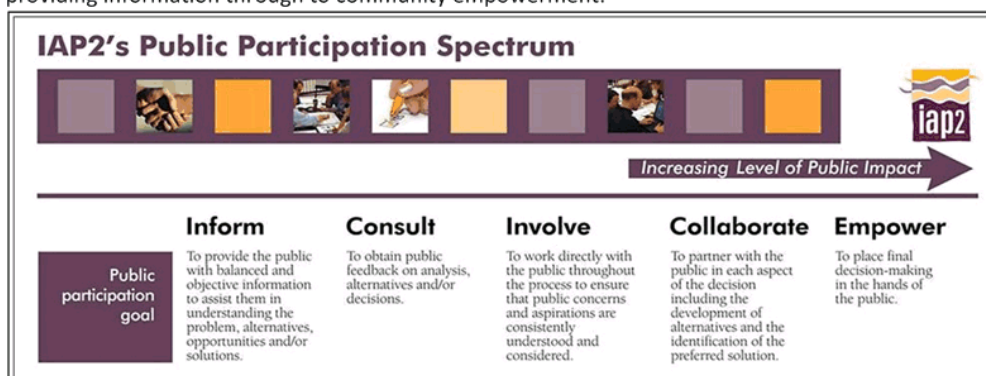 providing information through to community empowerment.
IAP2's Public Participation Spectrum
iap2
Increasing Level of Public Impact
Inform
To provide the public
with balanced and
objective information
to assist them in
understanding the
problem, alternatives,
opportunities and/or
solutions.
Consult
To obtain public
feedback on analysis,
alternatives and/or
decisions.
Involve
To work directly with
the public throughout
the process to ensure
that public concerns
and aspirations are
consistently
understood and
considered.
Collaborate
To partner with the
public in each aspect
of the decision
including the
development of
alternatives and the
identification of the
preferred solution.
Empower
To place final
decision-making
in the hands of
the public.
Public
participation
goal